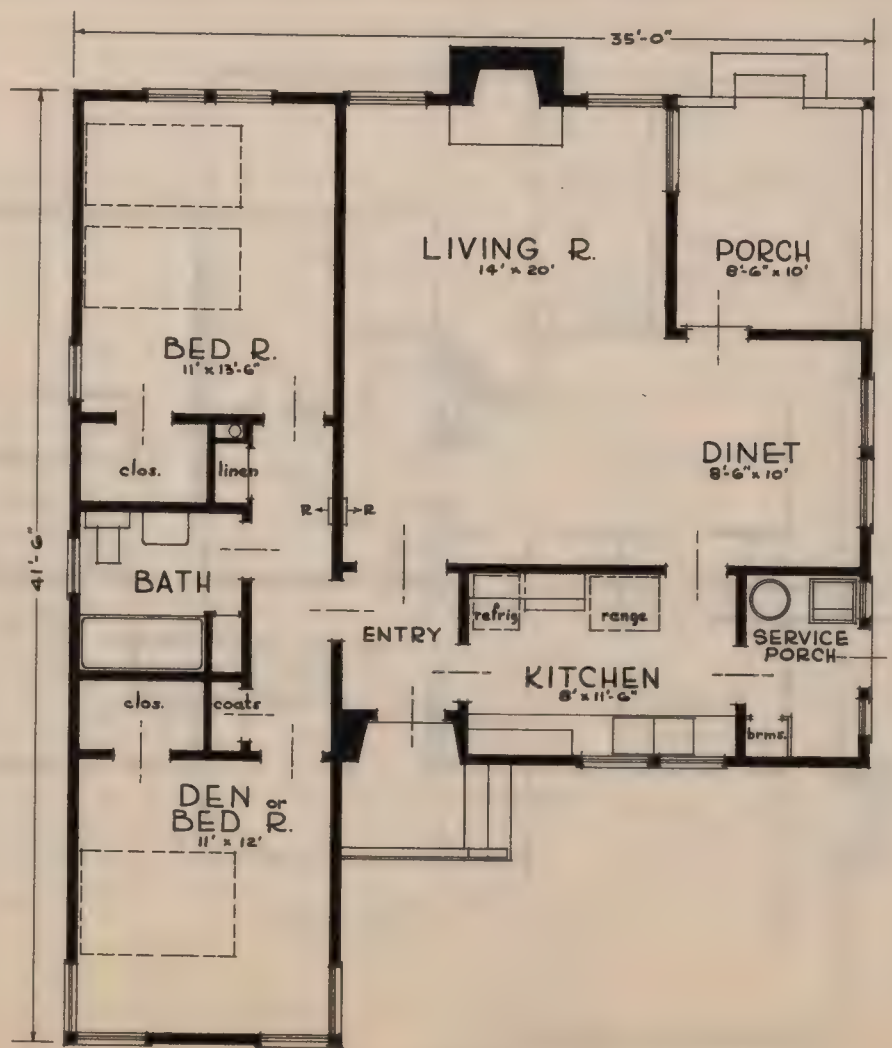 35'-0"
LIVING R.
14' x 20'
PORCH
8'-6" x 10'
BED R.
11' x 13'-6"
DINET
8'-6" x 10'
clos.
linen
R R
41'-6"
BATH
ENTRY
refrig
range
SERVICE
PORCH
KITCHEN
8' x 11'-6"
clos.
coats
brms.
DEN or
BED R.
11' x 12'